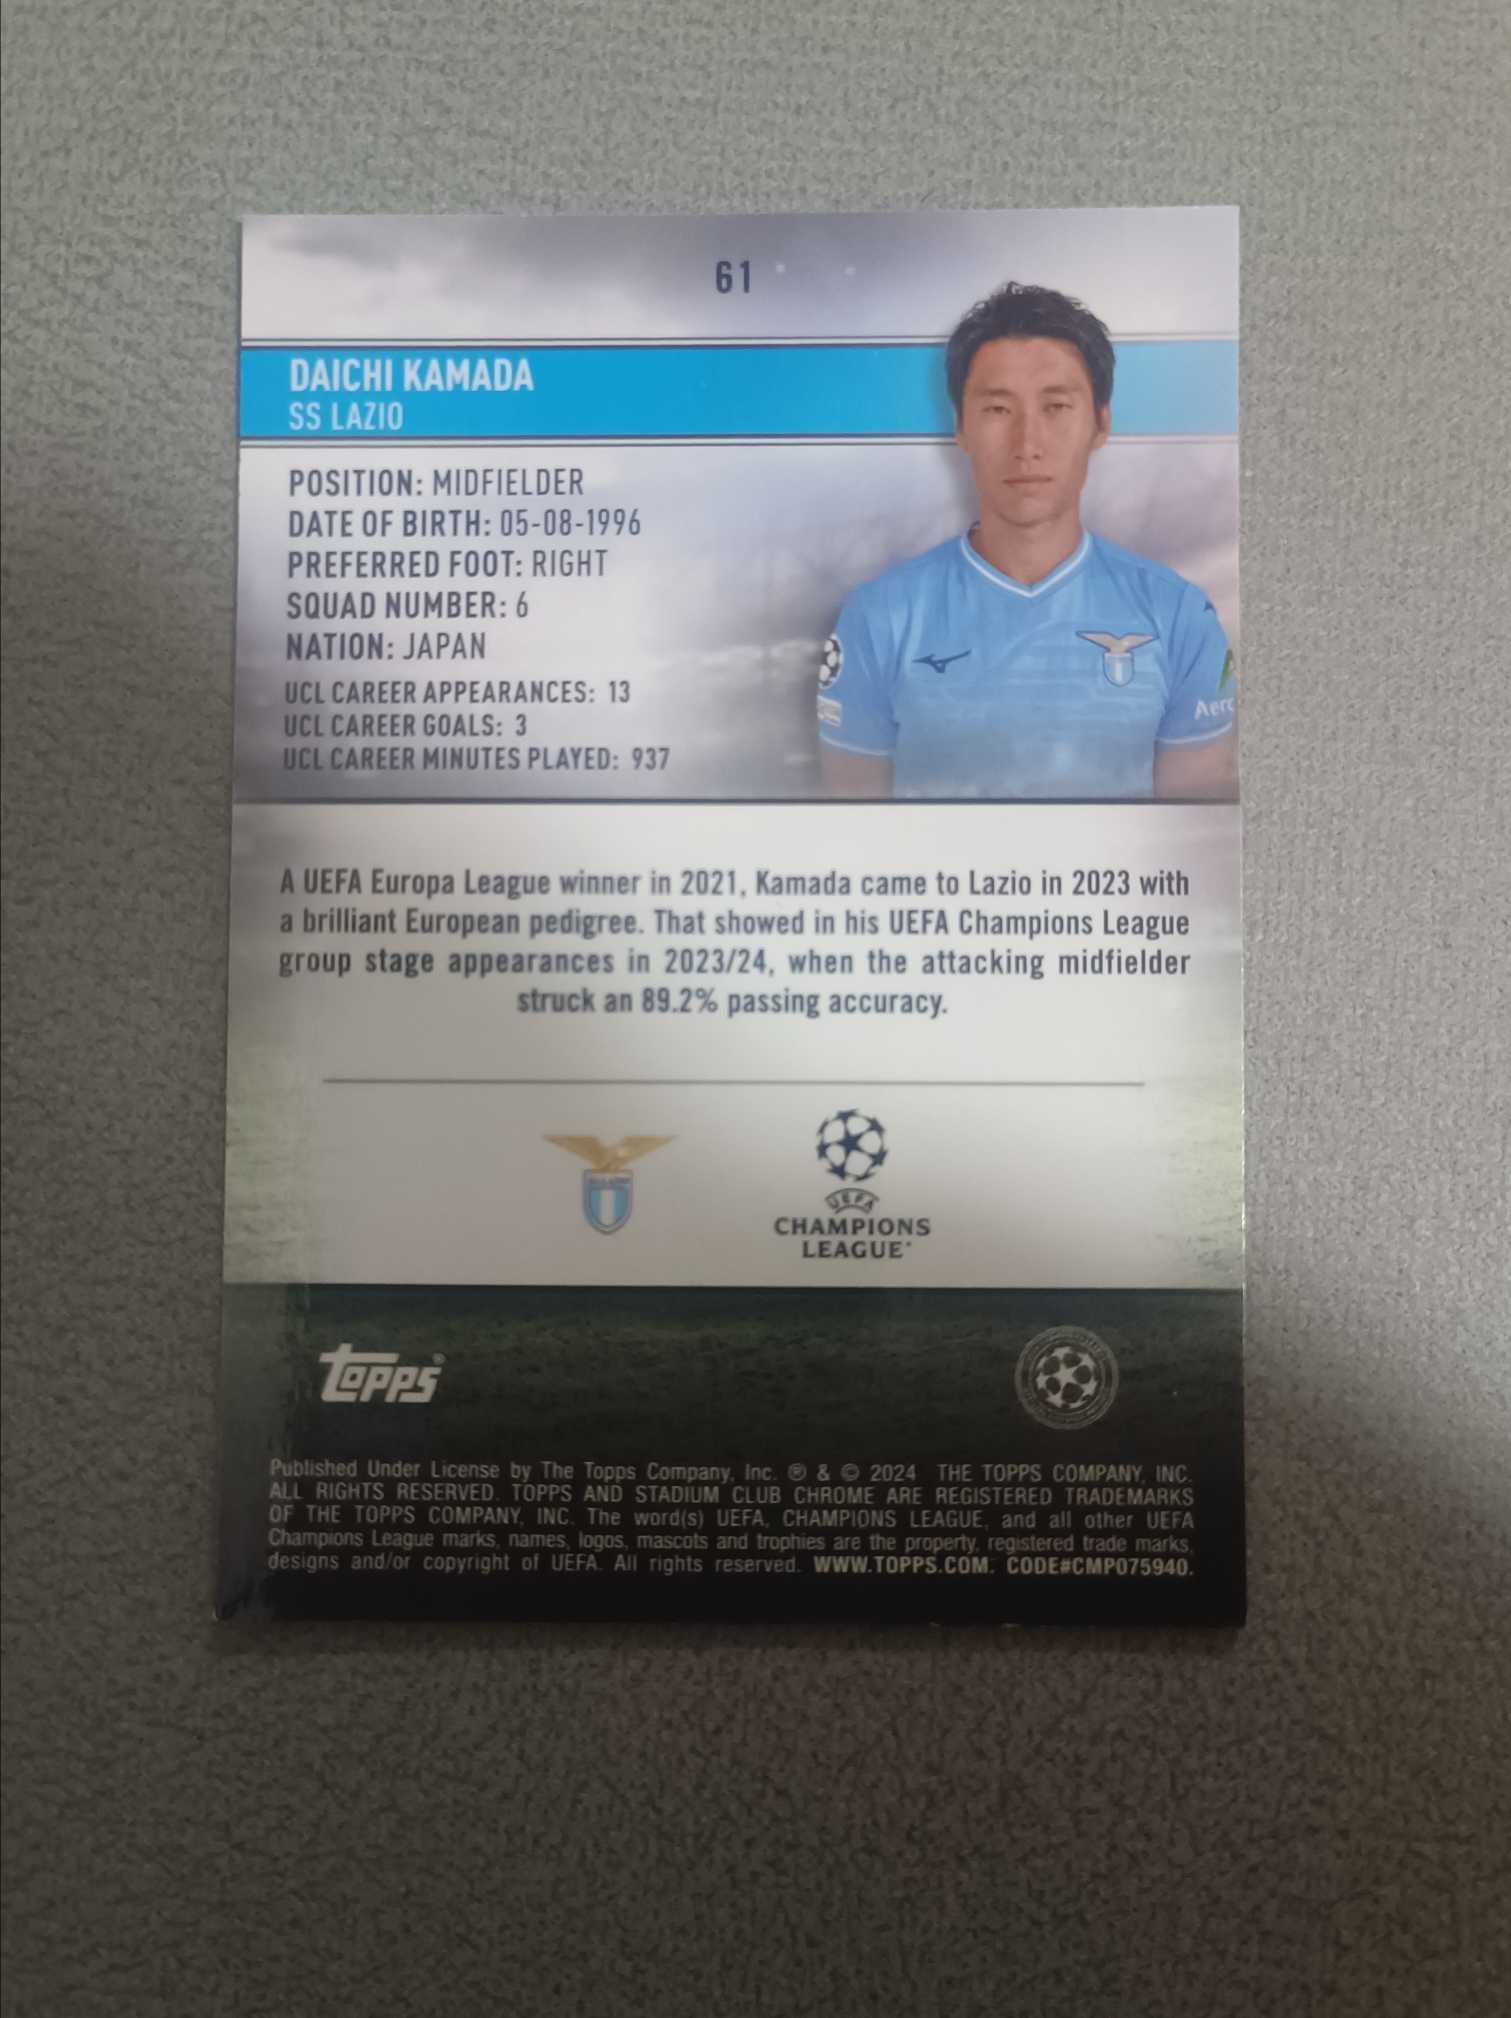 61
DAICHI KAMADA
SS LAZIO
POSITION: MIDFIELDER
DATE OF BIRTH: 05-08-1996
PREFERRED FOOT: RIGHT
SQUAD NUMBER: 6
NATION: JAPAN
UCL CAREER APPEARANCES: 13
UCL CAREER GOALS: 3
UCL CAREER MINUTES PLAYED: 937
Aero
A UEFA Europa League winner in 2021, Kamada came to Lazio in 2023 with
a brilliant European pedigree. That showed in his UEFA Champions League
group stage appearances in 2023/24, when the attacking midfielder
struck an 89.2% passing accuracy.
UEFA
CHAMPIONS
LEAGUE
TOPPS®
Published Under License by The Topps Company, Inc. ® & © 2024 THE TOPPS COMPANY, INC.
ALL RIGHTS RESERVED. TOPPS AND STADIUM CLUB CHROME ARE REGISTERED TRADEMARKS
OF THE TOPPS COMPANY, INC. The word(s) UEFA, CHAMPIONS LEAGUE, and all other UEFA
Champions League marks, names, logos, mascots and trophies are the property, registered trade marks,
designs and/or copyright of UEFA. All rights reserved. WWW.TOPPS.COM. CODE#CMP075940.